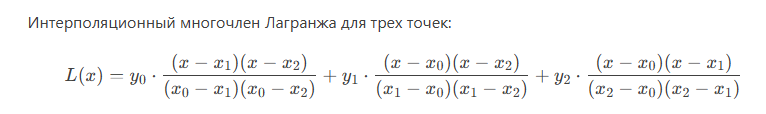 Интерполяционный многочлен Лагранжа для трех точек:
L(x) = y₀ · (x − x₁)(x − x₂) / (x₀ − x₁)(x₀ − x₂) + y₁ · (x − x₀)(x − x₂) / (x₁ − x₀)(x₁ − x₂) + y₂ · (x − x₀)(x − x₁) / (x₂ − x₀)(x₂ − x₁)